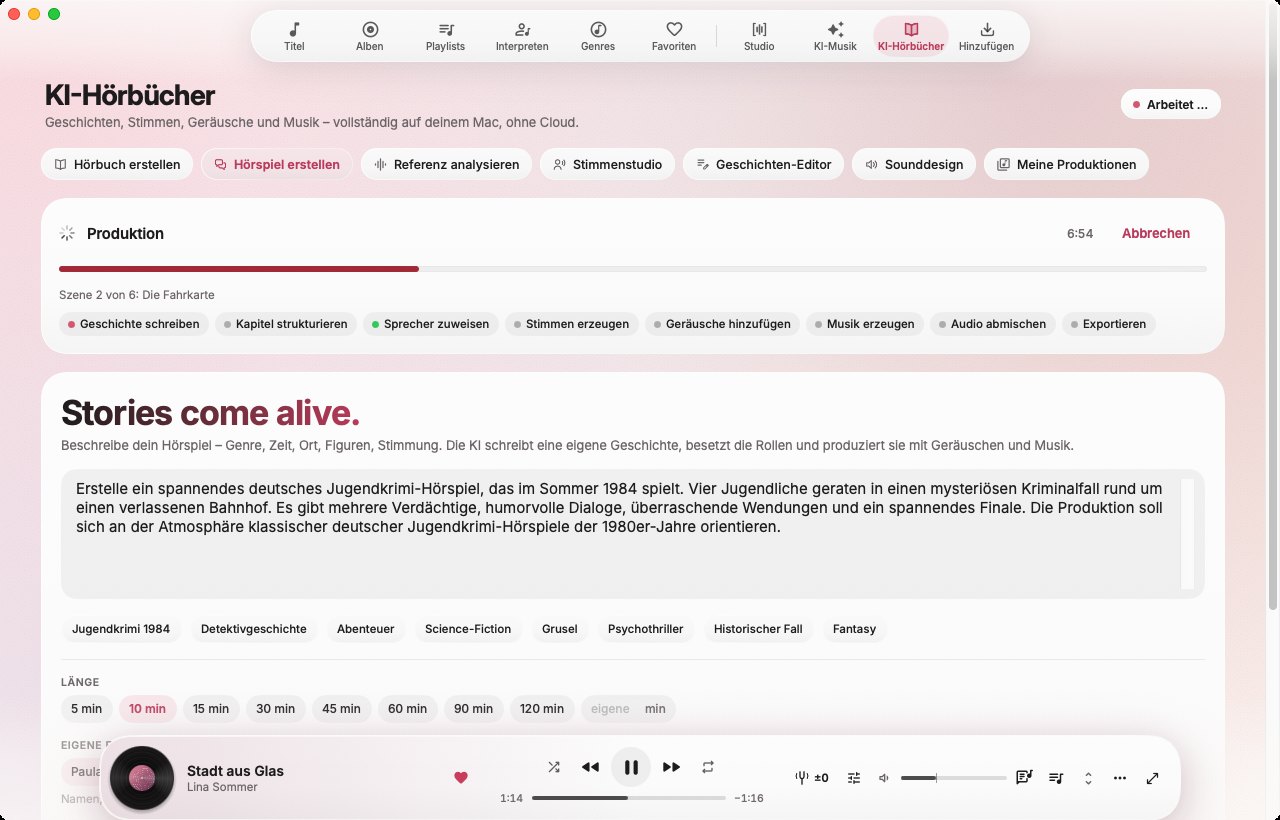 Titel
Alben
Playlists
Interpreten
Genres
Favoriten
Studio
KI-Musik
KI-Hörbücher
Hinzufügen
KI-Hörbücher
Geschichten, Stimmen, Geräusche und Musik – vollständig auf deinem Mac, ohne Cloud.
Arbeitet ...
Hörbuch erstellen
Hörspiel erstellen
Referenz analysieren
Stimmenstudio
Geschichten-Editor
Sounddesign
Meine Produktionen
Produktion
6:54
Abbrechen
Szene 2 von 6: Die Fahrkarte
Geschichte schreiben
Kapitel strukturieren
Sprecher zuweisen
Stimmen erzeugen
Geräusche hinzufügen
Musik erzeugen
Audio abmischen
Exportieren
Stories come alive.
Beschreibe dein Hörspiel – Genre, Zeit, Ort, Figuren, Stimmung. Die KI schreibt eine eigene Geschichte, besetzt die Rollen und produziert sie mit Geräuschen und Musik.
Erstelle ein spannendes deutsches Jugendkrimi-Hörspiel, das im Sommer 1984 spielt. Vier Jugendliche geraten in einen mysteriösen Kriminalfall rund um
einen verlassenen Bahnhof. Es gibt mehrere Verdächtige, humorvolle Dialoge, überraschende Wendungen und ein spannendes Finale. Die Produktion soll
sich an der Atmosphäre klassischer deutscher Jugendkrimi-Hörspiele der 1980er-Jahre orientieren.
Jugendkrimi 1984
Detektivgeschichte
Abenteuer
Science-Fiction
Grusel
Psychothriller
Historischer Fall
Fantasy
LÄNGE
5 min
10 min
15 min
30 min
45 min
60 min
90 min
120 min
eigene min
EIGENE
Paula
Namen,
Stadt aus Glas
Lina Sommer
1:14
−1:16
±0